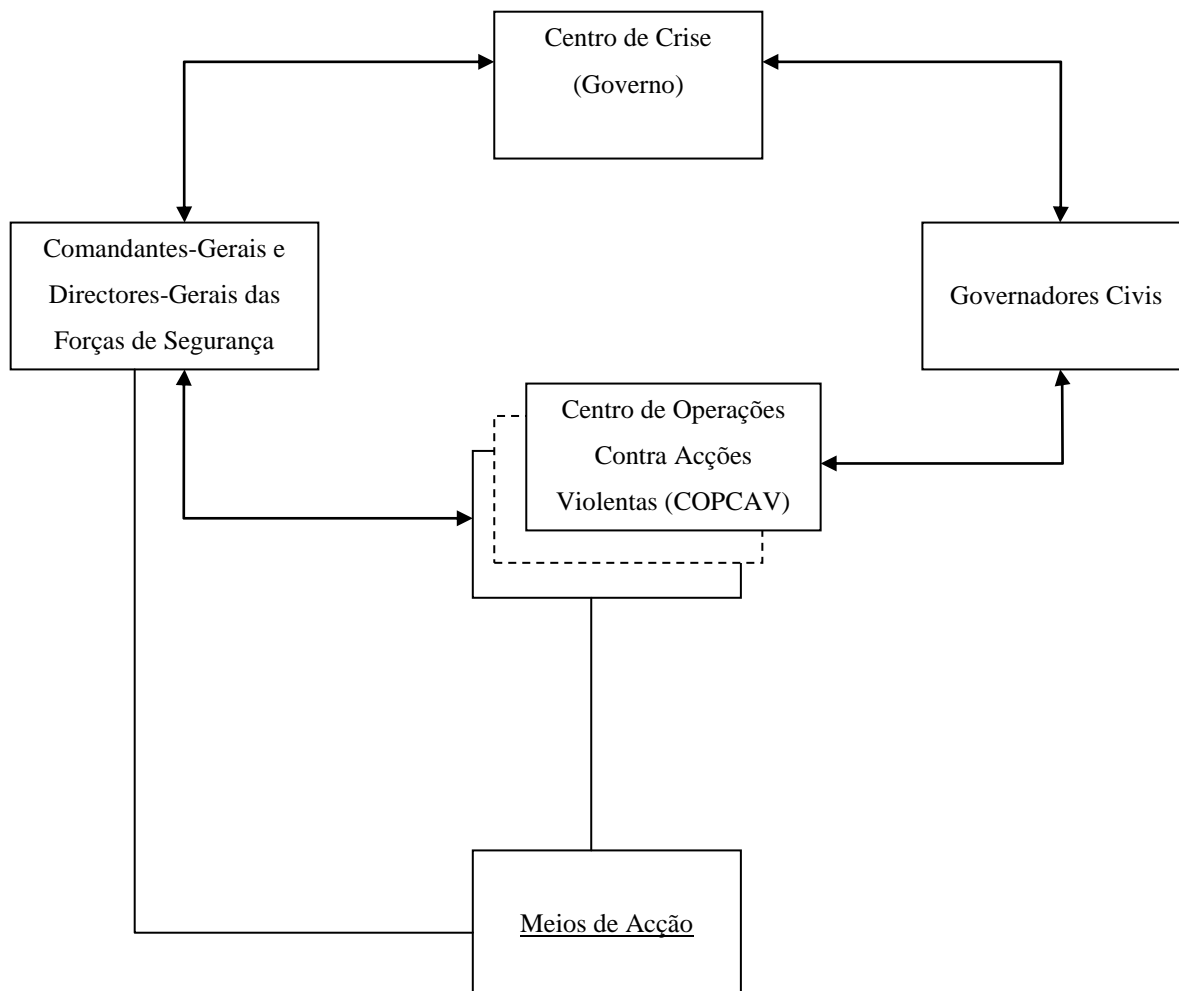 Centro de Crise
(Governo)
Comandantes-Gerais e
Directores-Gerais das
Forças de Segurança
Governadores Civis
Centro de Operações
Contra Acções
Violentas (COPCAV)
Meios de Acção